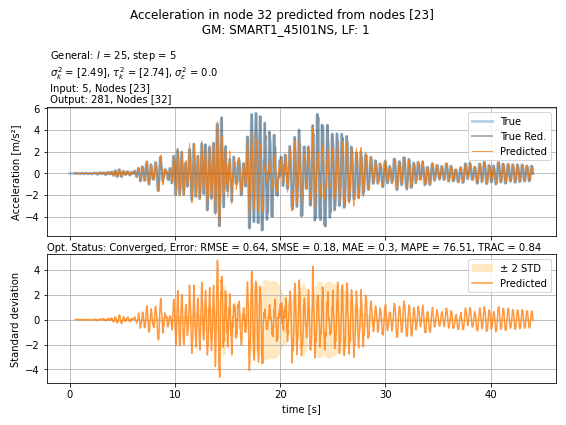 Acceleration in node 32 predicted from nodes [23]
GM: SMART1_45I01NS, LF: 1
General: l = 25, step = 5
σ²ₖ = [2.49], τ²ₖ = [2.74], σ²ₑ = 0.0
Input: 5, Nodes [23]
Output: 281, Nodes [32]
Acceleration [m/s²]
6
4
2
0
−2
−4
True
True Red.
Predicted
Opt. Status: Converged, Error: RMSE = 0.64, SMSE = 0.18, MAE = 0.3, MAPE = 76.51, TRAC = 0.84
Standard deviation
4
2
0
−2
−4
± 2 STD
Predicted
0 10 20 30 40
time [s]